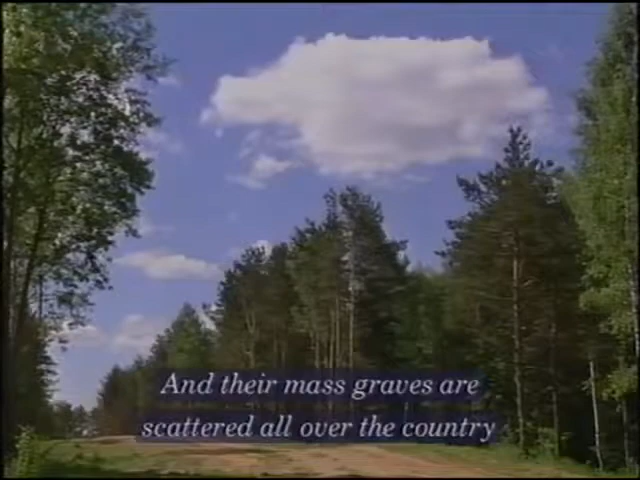 And their mass graves are
scattered all over the country